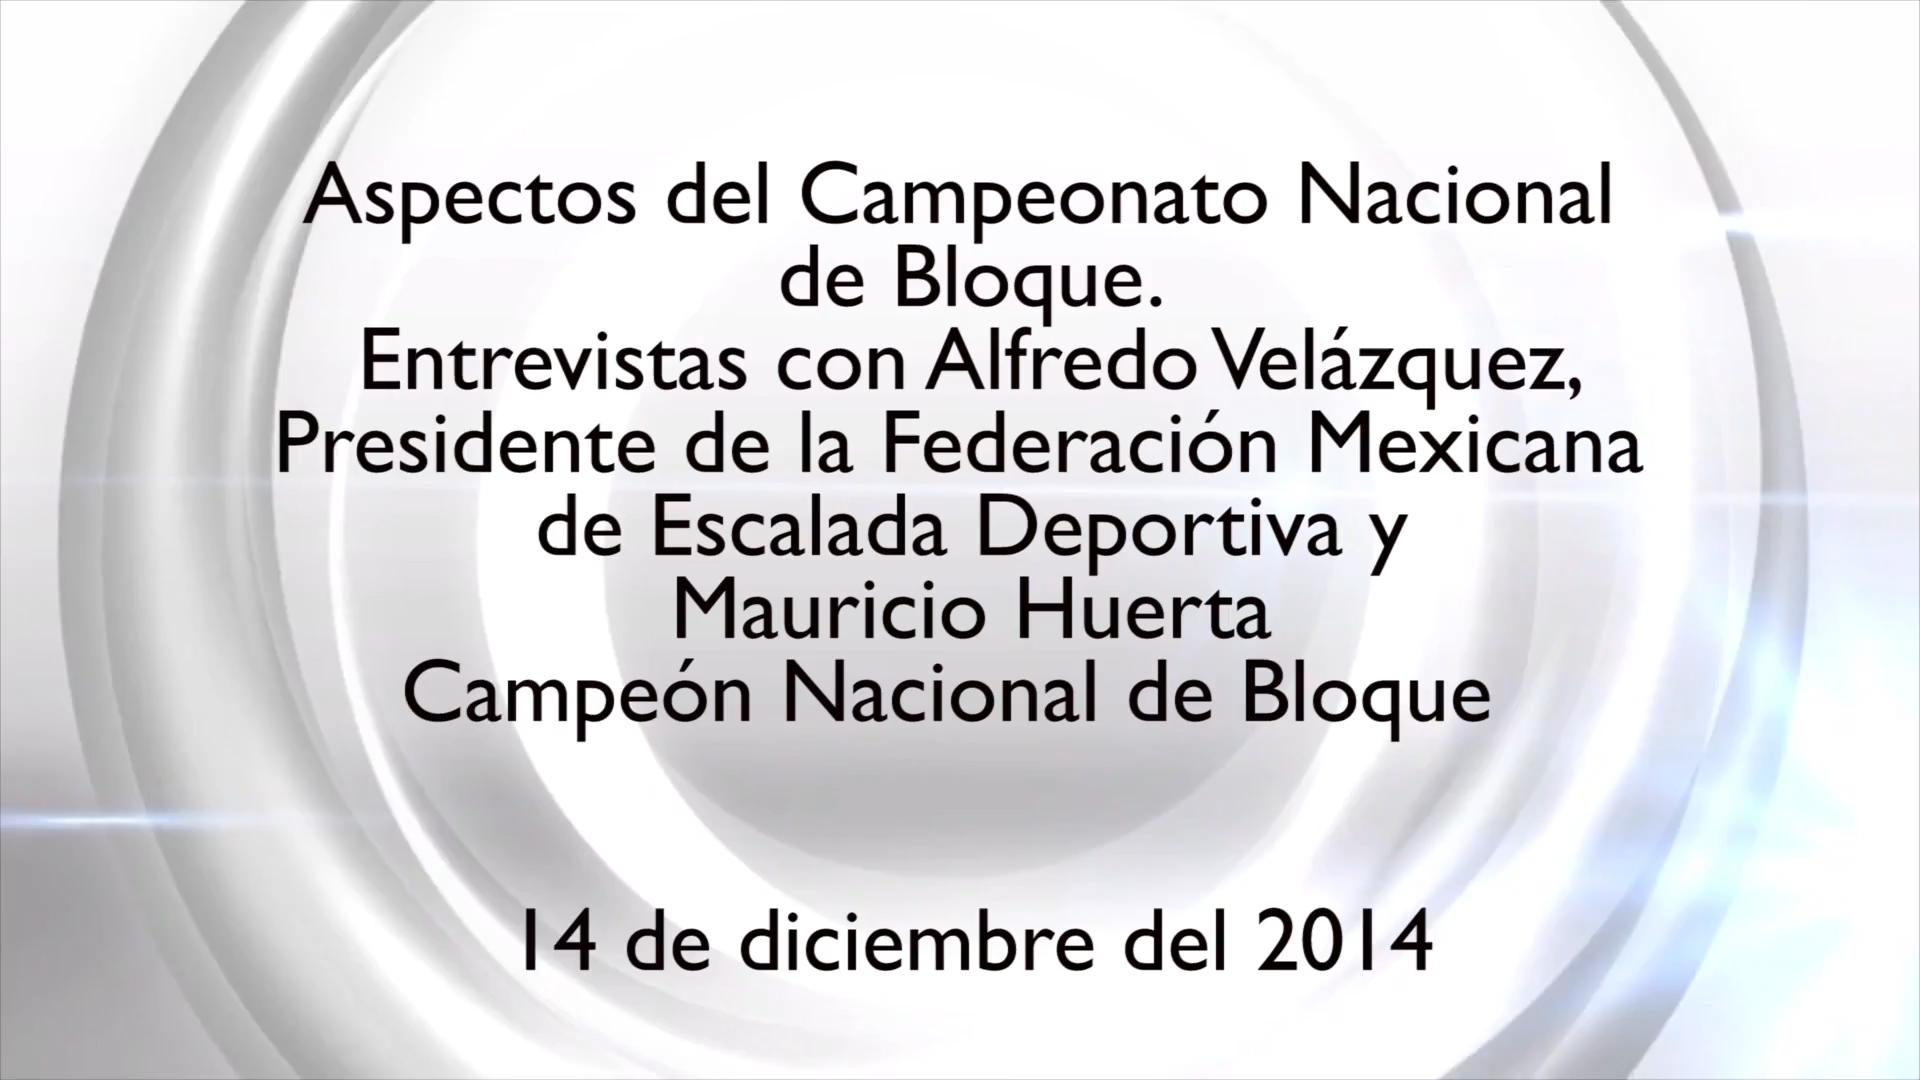 Aspectos del Campeonato Nacional
de Bloque.
Entrevistas con Alfredo Velázquez,
Presidente de la Federación Mexicana
de Escalada Deportiva y
Mauricio Huerta
Campeón Nacional de Bloque
14 de diciembre del 2014